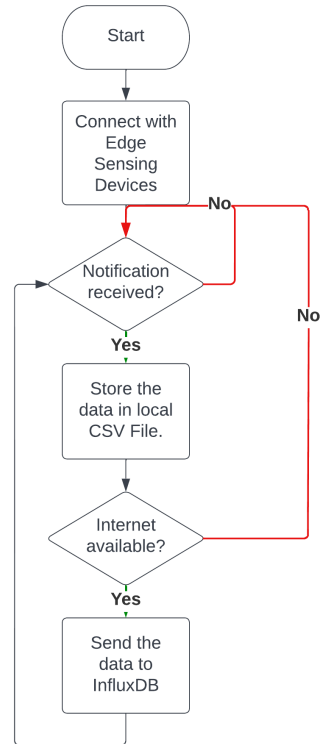 Start
Connect with
Edge
Sensing
Devices
No
Notification
received?
No
Yes
Store the
data in local
CSV File.
Internet
available?
Yes
Send the
data to
InfluxDB